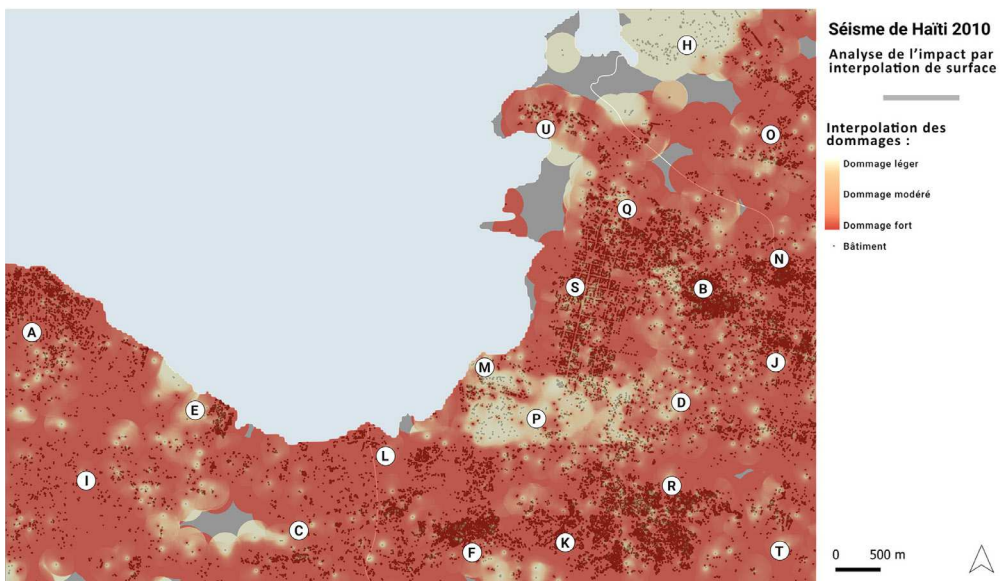 Séisme de Haïti 2010
Analyse de l'impact par
interpolation de surface
Interpolation des
dommages :
Dommage léger
Dommage modéré
Dommage fort
Bâtiment
H
U
O
Q
N
S
B
A
M
J
E
P
D
L
I
R
C
F
K
T
0 500 m